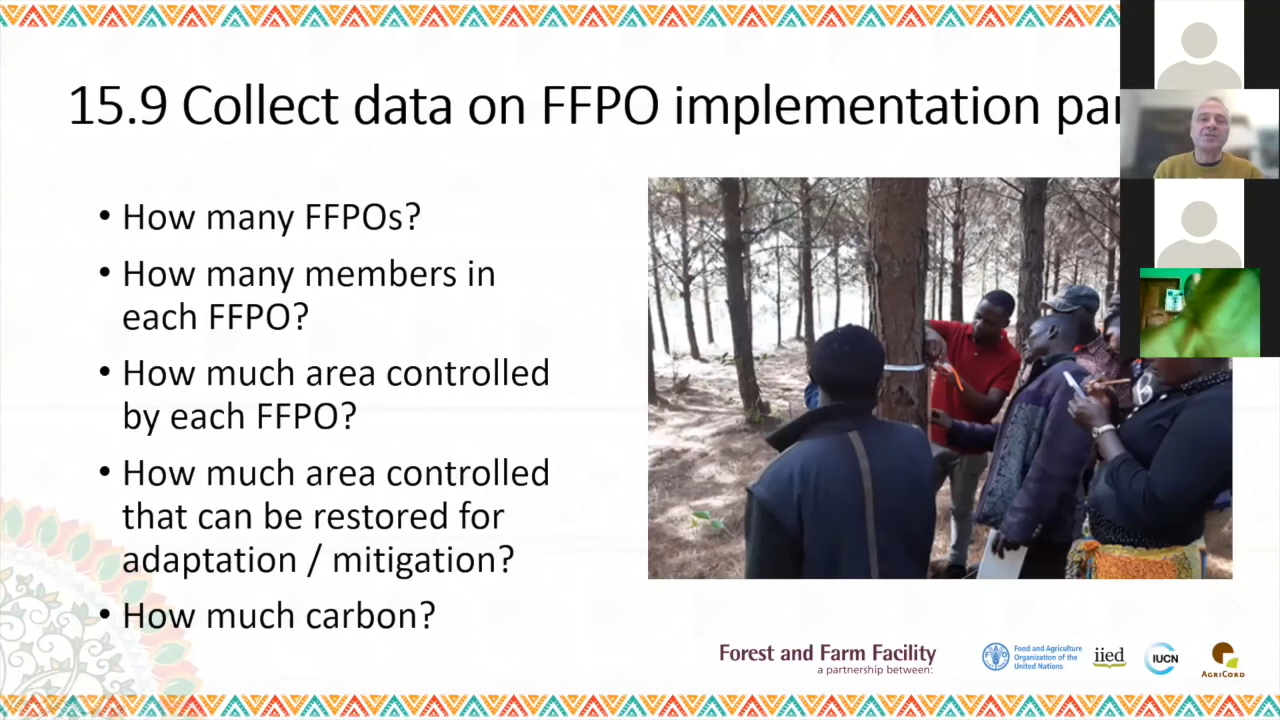 15.9 Collect data on FFPO implementation
• How many FFPOs?
• How many members in
each FFPO?
• How much area controlled
by each FFPO?
• How much area controlled
that can be restored for
adaptation / mitigation?
• How much carbon?
Forest and Farm Facility
a partnership between:
Food and Agriculture
Organization of the
United Nations
iied
IUCN
AGRICORD